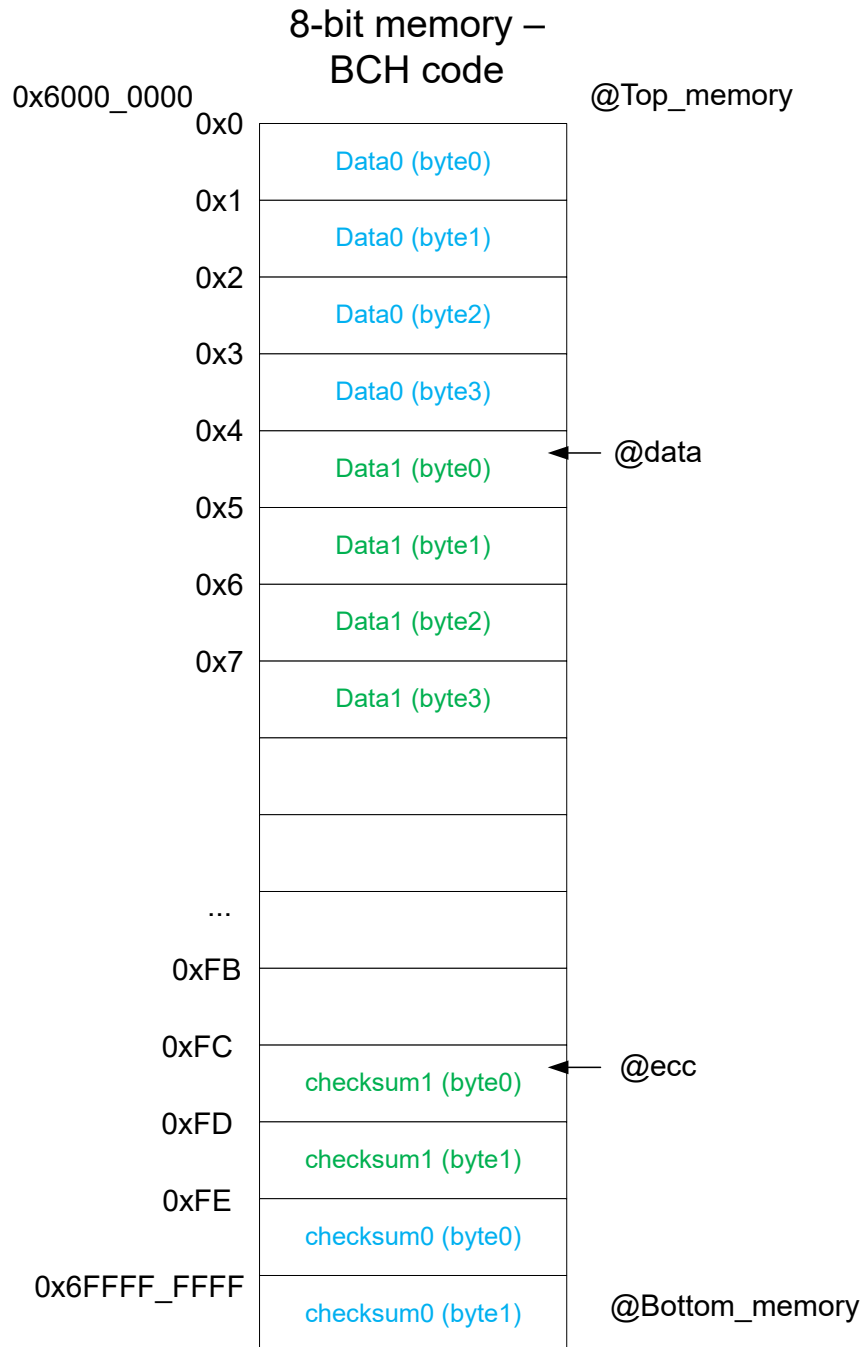 8-bit memory –
BCH code
0x6000_0000
@Top_memory
0x0
Data0 (byte0)
0x1
Data0 (byte1)
0x2
Data0 (byte2)
0x3
Data0 (byte3)
0x4
@data
Data1 (byte0)
0x5
Data1 (byte1)
0x6
Data1 (byte2)
0x7
Data1 (byte3)
...
0xFB
0xFC
@ecc
checksum1 (byte0)
0xFD
checksum1 (byte1)
0xFE
checksum0 (byte0)
0x6FFFF_FFFF
checksum0 (byte1)
@Bottom_memory